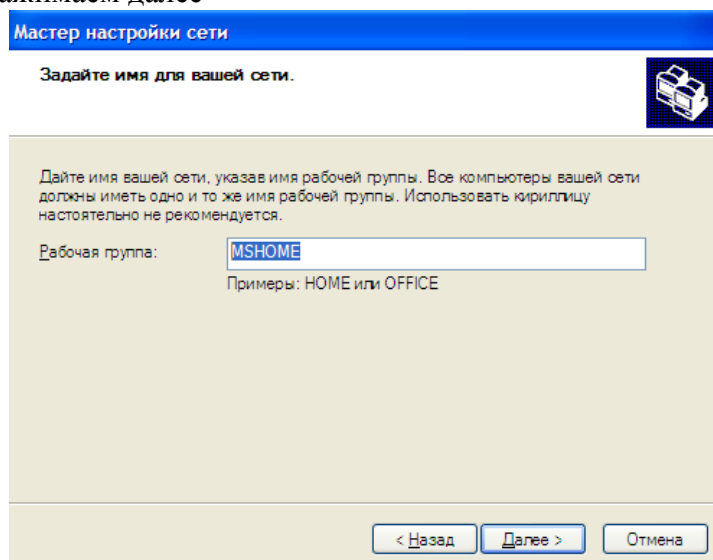 далее
Мастер настройки сети
Задайте имя для вашей сети.
Дайте имя вашей сети, указав имя рабочей группы. Все компьютеры вашей сети
должны иметь одно и то же имя рабочей группы. Использовать кириллицу
настоятельно не рекомендуется.
Рабочая группа: MSHOME
Примеры: HOME или OFFICE
< Назад Далее > Отмена